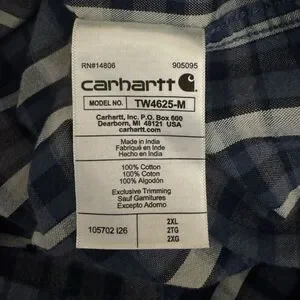 RN#14806 905095
carhartt
MODEL NO. TW4625-M
Carhartt, Inc. P.O. Box 600
Dearborn, MI 48121 USA
carhartt.com
Made in India
Fabriqué en Inde
Hecho en India
100% Cotton
100% Coton
100% Algodón
Exclusive Trimming
Sauf Garnitures
Excepto Adorno
105702 I26
2XL
2TG
2XG